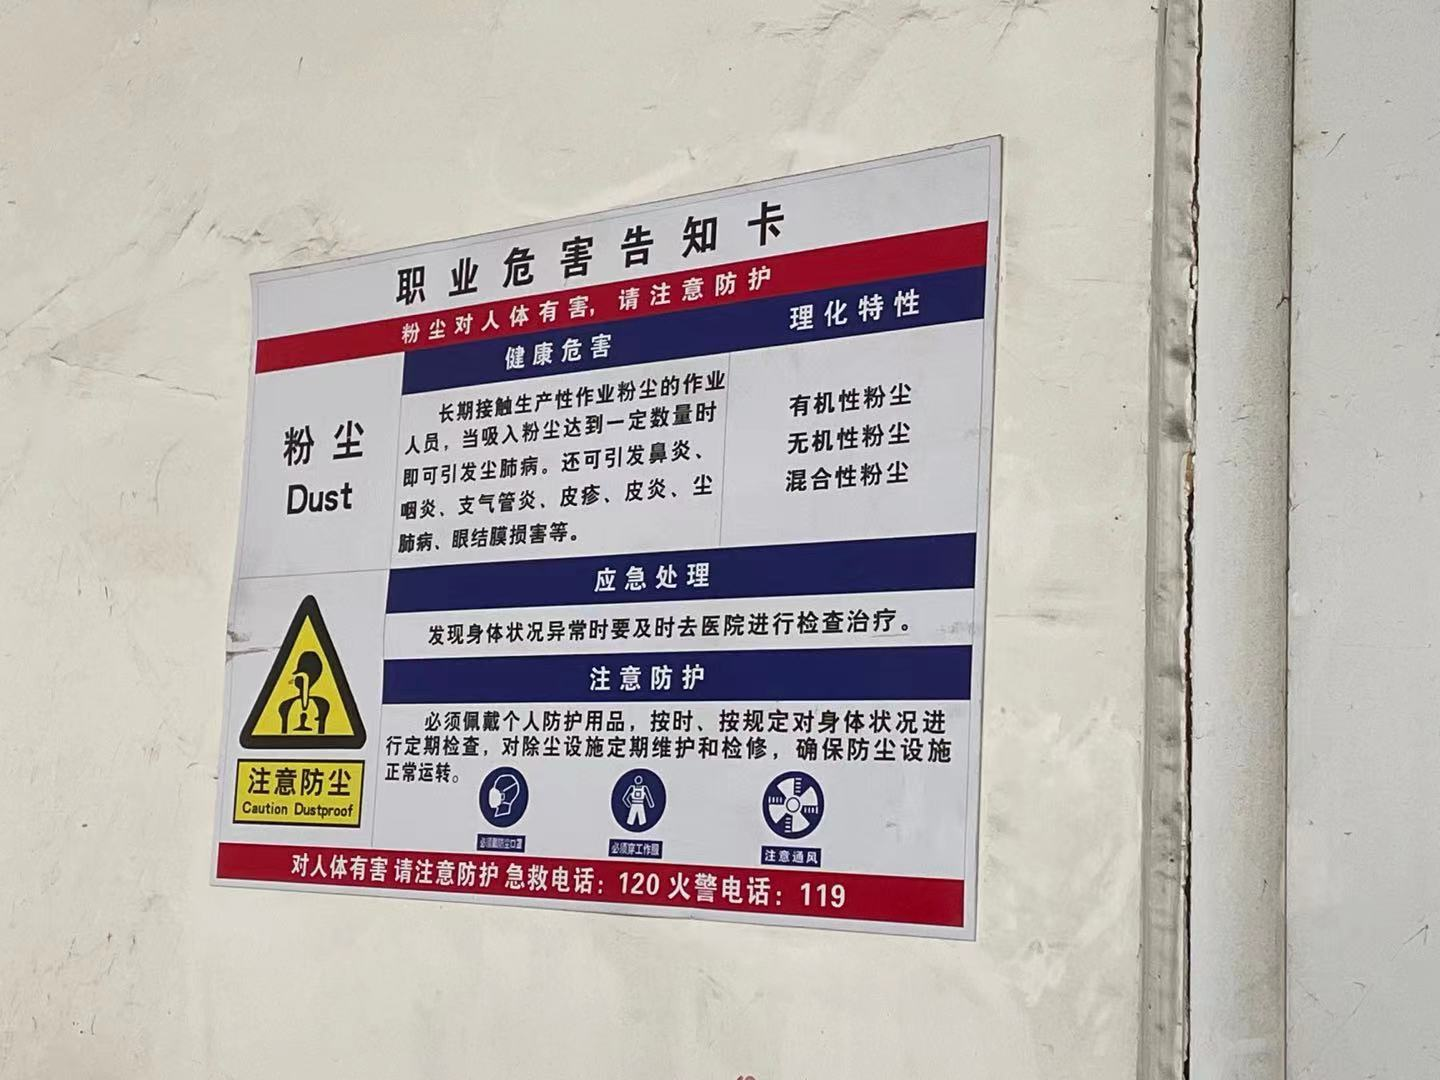 职业危害告知卡
粉尘对人体有害，请注意防护
健康危害
理化特性
粉尘
Dust
长期接触生产性作业粉尘的作业
人员，当吸入粉尘达到一定数量时
即可引发尘肺病。还可引发鼻炎、
咽炎、支气管炎、皮疹、皮炎、尘
肺病、眼结膜损害等。
有机性粉尘
无机性粉尘
混合性粉尘
应急处理
发现身体状况异常时要及时去医院进行检查治疗。
注意防护
必须佩戴个人防护用品，按时、按规定对身体状况进
行定期检查，对除尘设施定期维护和检修，确保防尘设施
正常运转。
注意防尘
Caution Dustproof
必须戴防尘口罩
必须穿工作服
注意通风
对人体有害 请注意防护 急救电话：120 火警电话：119